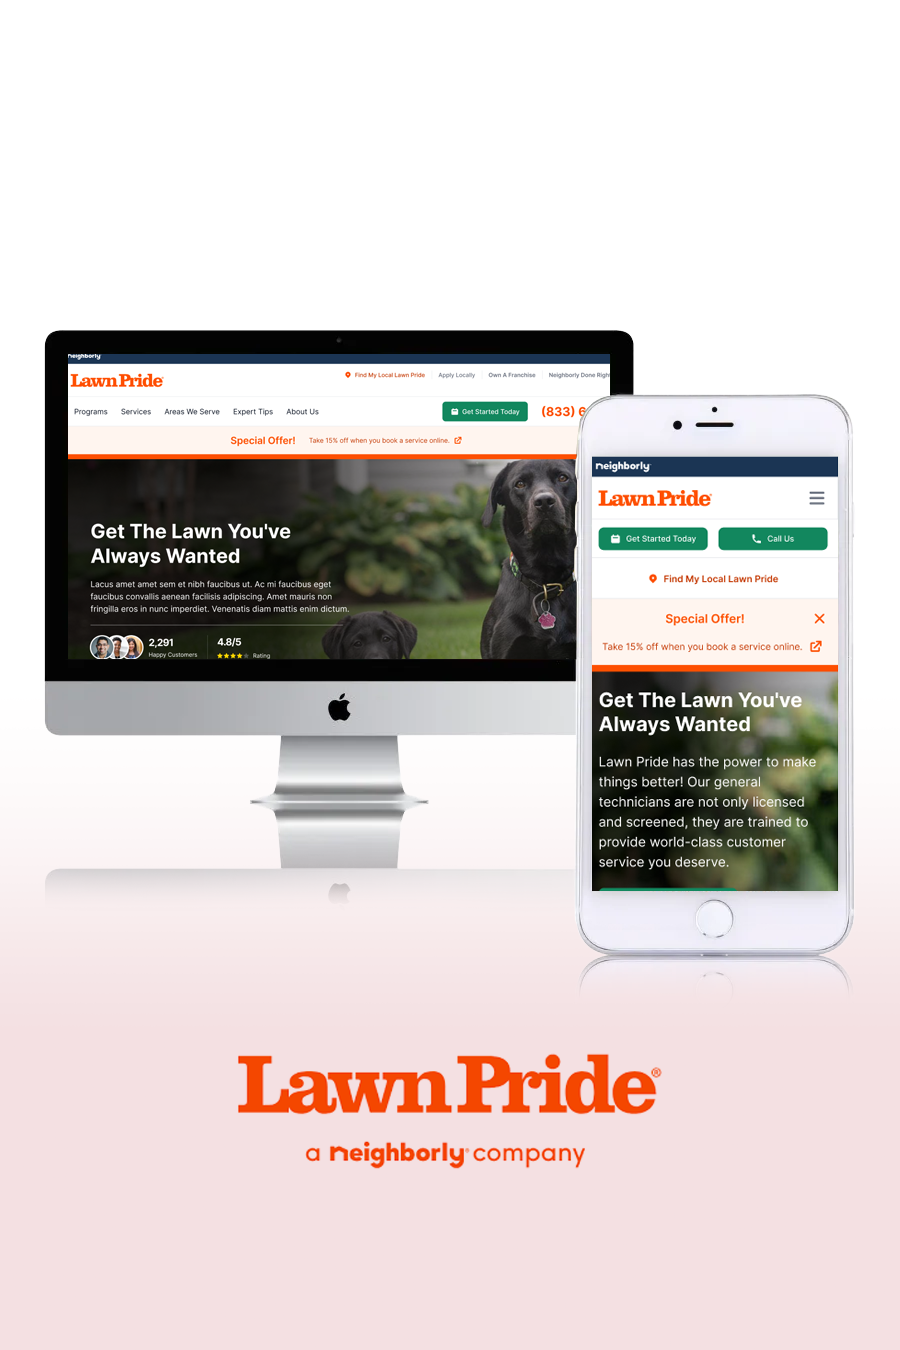 neighborly
Lawn Pride
Find My Local Lawn Pride
Apply Locally
Own A Franchise
Neighborly Done Right
Programs
Services
Areas We Serve
Expert Tips
About Us
Get Started Today
(833) 6
Special Offer!
Take 15% off when you book a service online.
Get The Lawn You've
Always Wanted
Lacus amet amet sem et nibh faucibus ut. Ac mi faucibus eget
faucibus convallis aenean facilisis adipiscing. Amet mauris non
fringilla eros in nunc imperdiet. Venenatis diam mattis enim dictum.
2,291
Happy Customers
4.8/5
Rating
neighborly
Lawn Pride
Get Started Today
Call Us
Find My Local Lawn Pride
Special Offer!
Take 15% off when you book a service online.
Get The Lawn You've
Always Wanted
Lawn Pride has the power to make
things better! Our general
technicians are not only licensed
and screened, they are trained to
provide world-class customer
service you deserve.
Lawn Pride®
a neighborly company